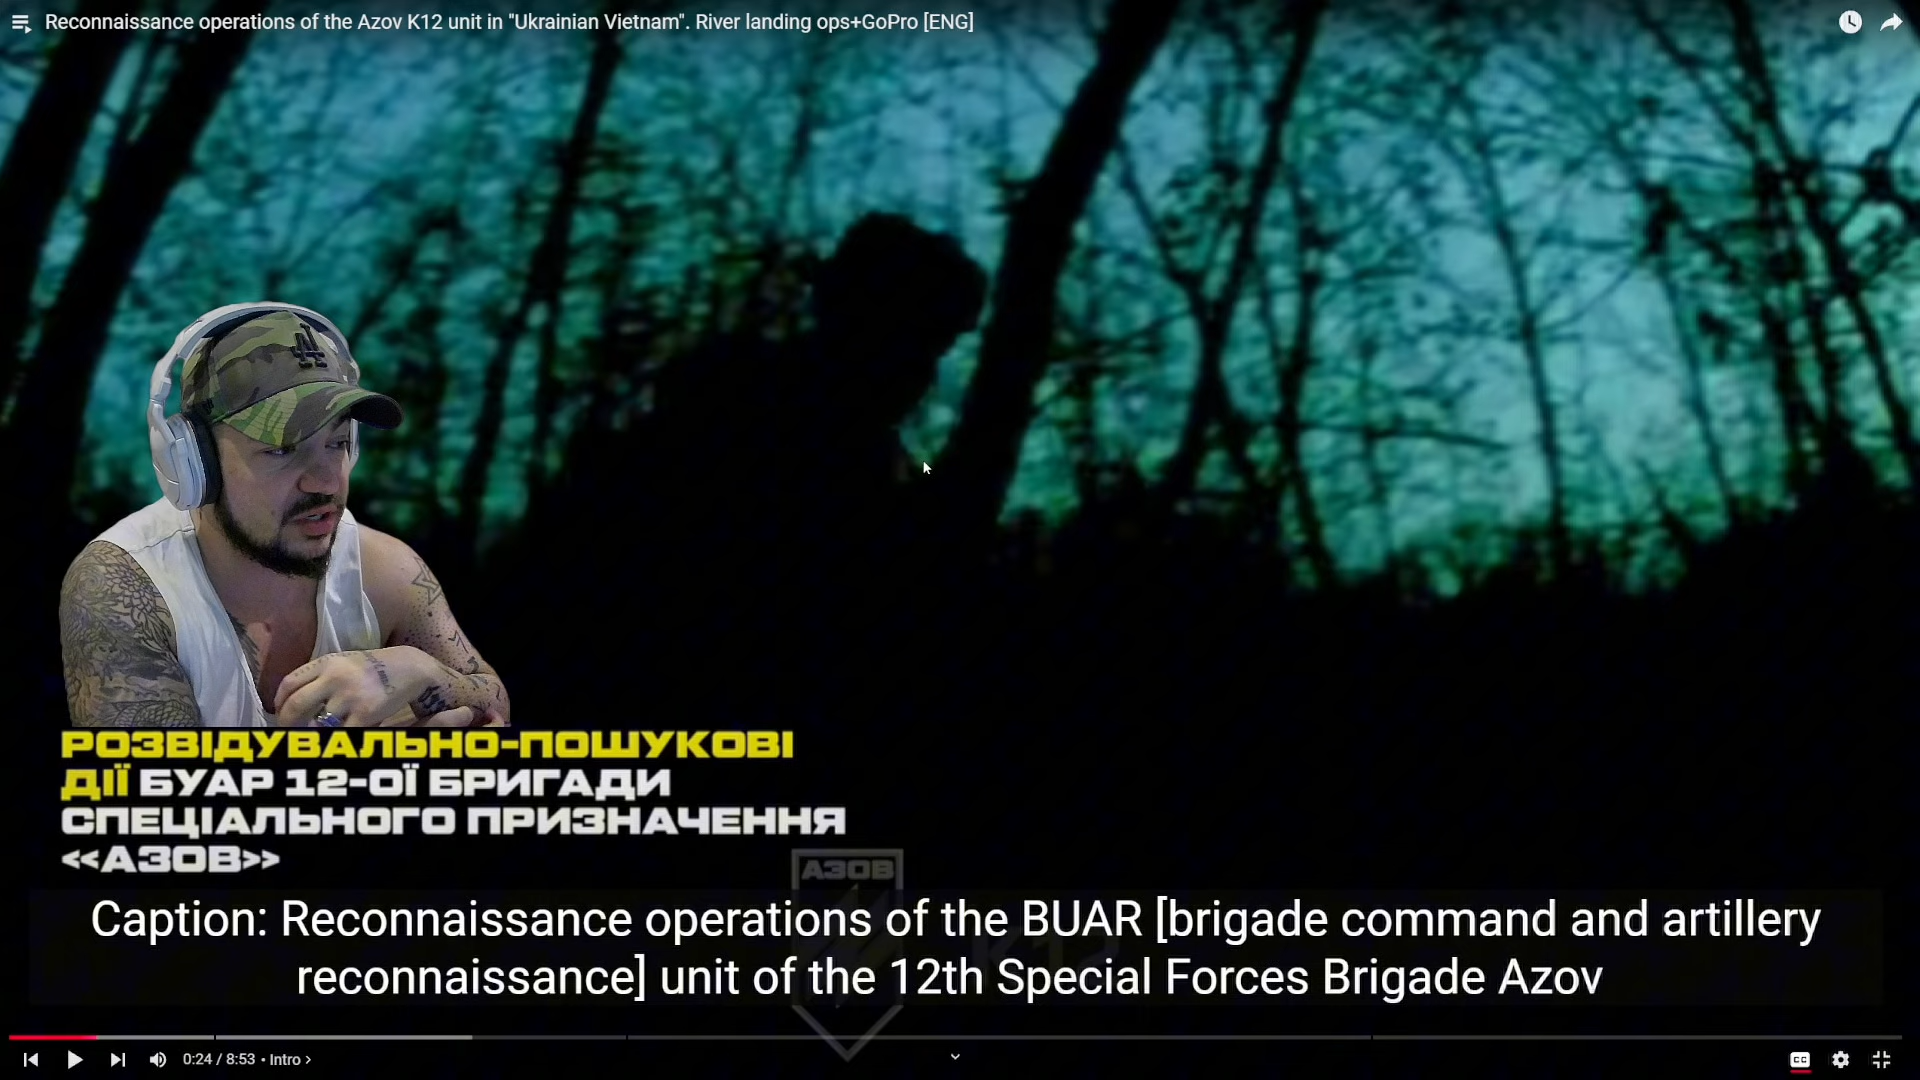 Reconnaissance operations of the Azov K12 unit in "Ukrainian Vietnam". River landing ops+GoPro [ENG]
LA
РОЗВІДУВАЛЬНО-ПОШУКОВІ
ДІЇ БУАР 12-ОЇ БРИГАДИ
СПЕЦІАЛЬНОГО ПРИЗНАЧЕННЯ
«АЗОВ»
АЗОВ
K12
Caption: Reconnaissance operations of the BUAR [brigade command and artillery
reconnaissance] unit of the 12th Special Forces Brigade Azov
0:24 / 8:53 • Intro >
CC